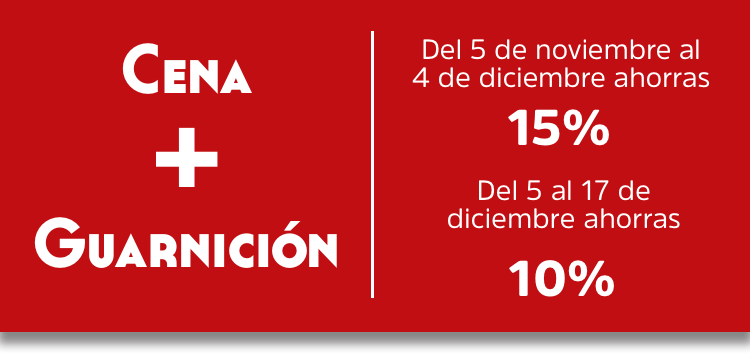 Cena
+
Guarnición
Del 5 de noviembre al
4 de diciembre ahorras
15%
Del 5 al 17 de
diciembre ahorras
10%